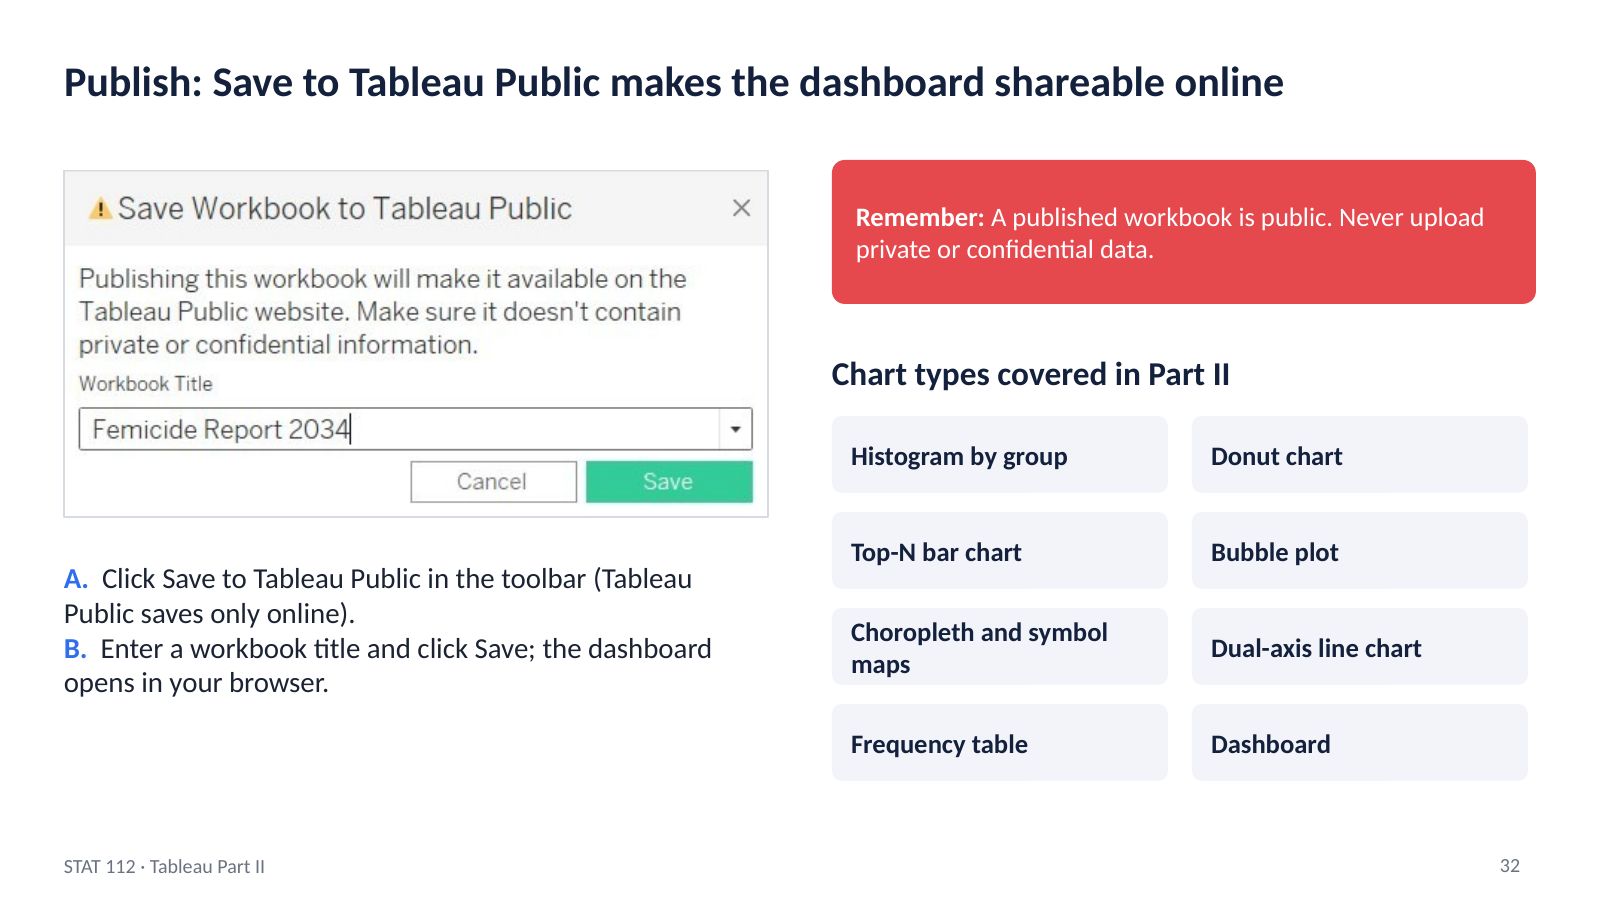 Publish: Save to Tableau Public makes the dashboard shareable online
Save Workbook to Tableau Public
Publishing this workbook will make it available on the
Tableau Public website. Make sure it doesn't contain
private or confidential information.
Workbook Title
Femicide Report 2034
Cancel
Save
A. Click Save to Tableau Public in the toolbar (Tableau
Public saves only online).
B. Enter a workbook title and click Save; the dashboard
opens in your browser.
Remember: A published workbook is public. Never upload
private or confidential data.
Chart types covered in Part II
Histogram by group
Donut chart
Top-N bar chart
Bubble plot
Choropleth and symbol
maps
Dual-axis line chart
Frequency table
Dashboard
STAT 112 · Tableau Part II
32